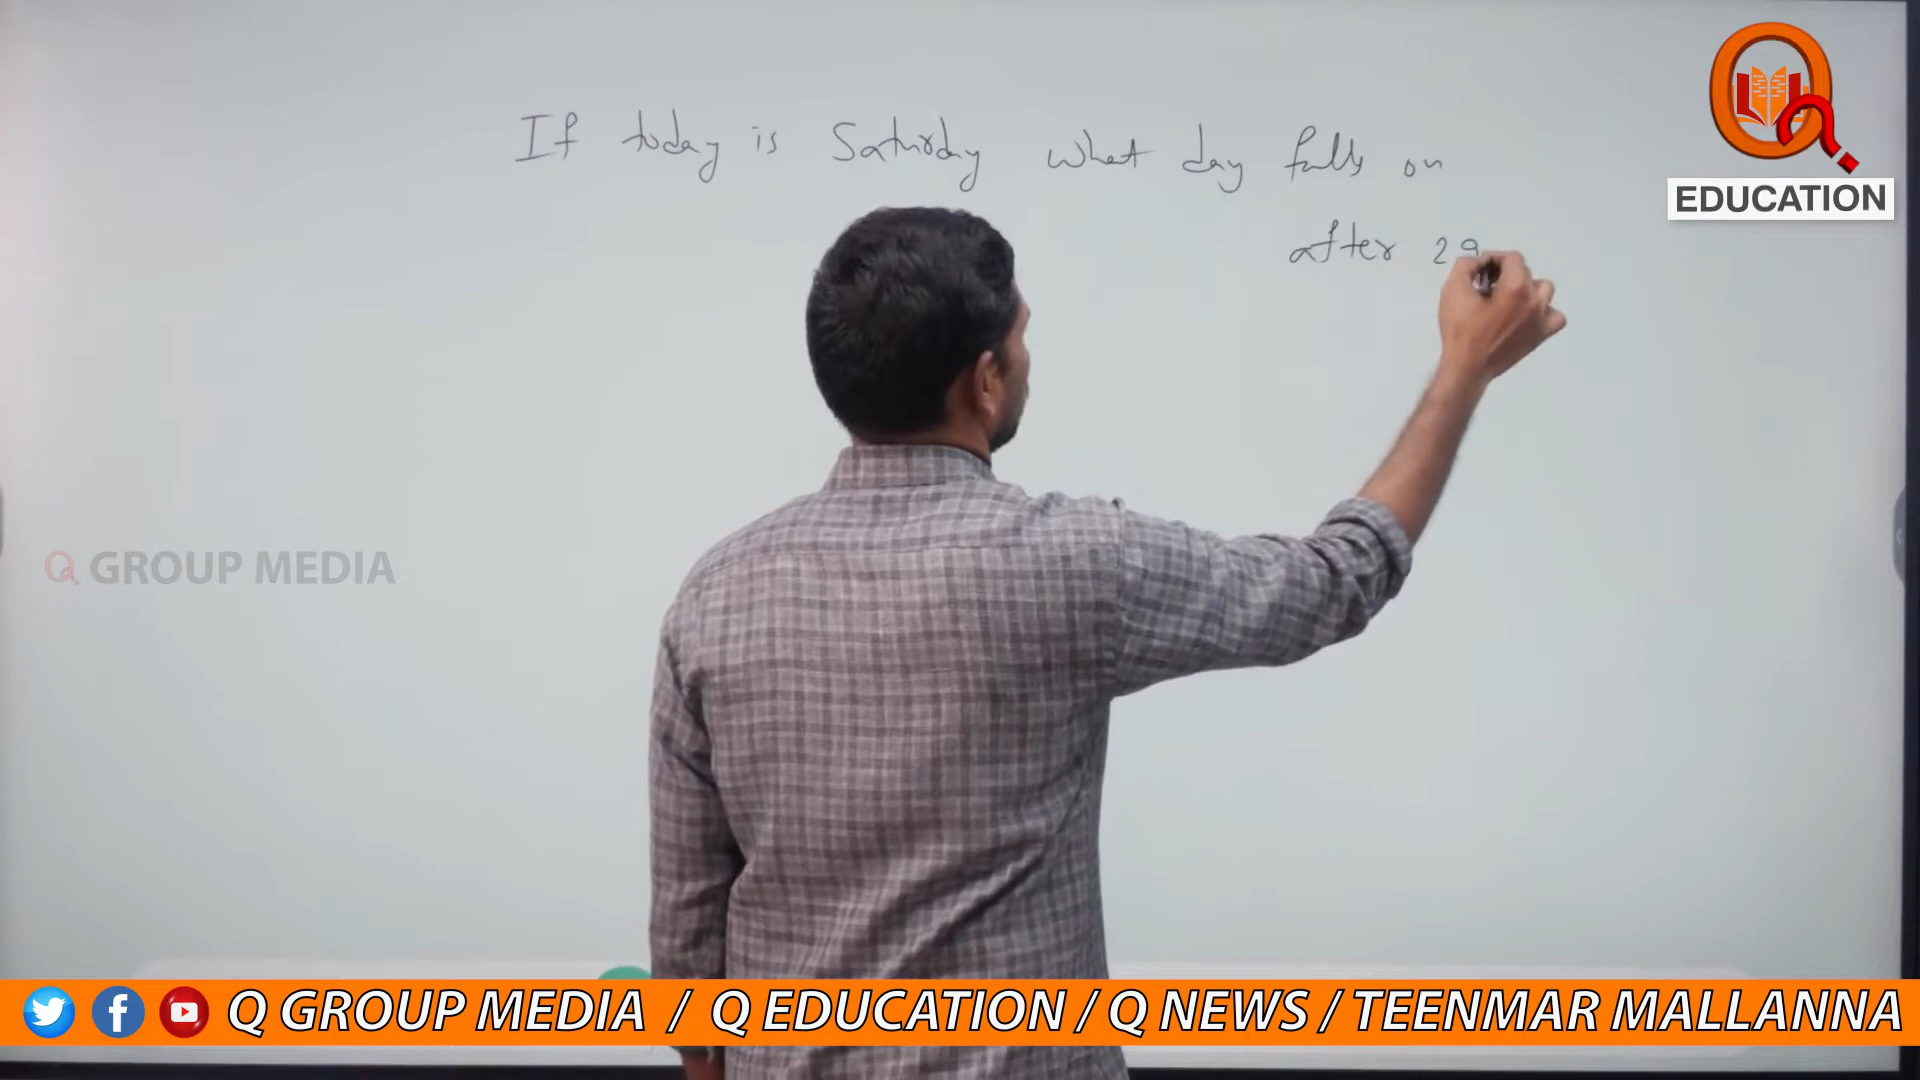 If today is Saturday what day falls on
after 29
EDUCATION
Q GROUP MEDIA
Q GROUP MEDIA / Q EDUCATION / Q NEWS / TEENMAR MALLANNA